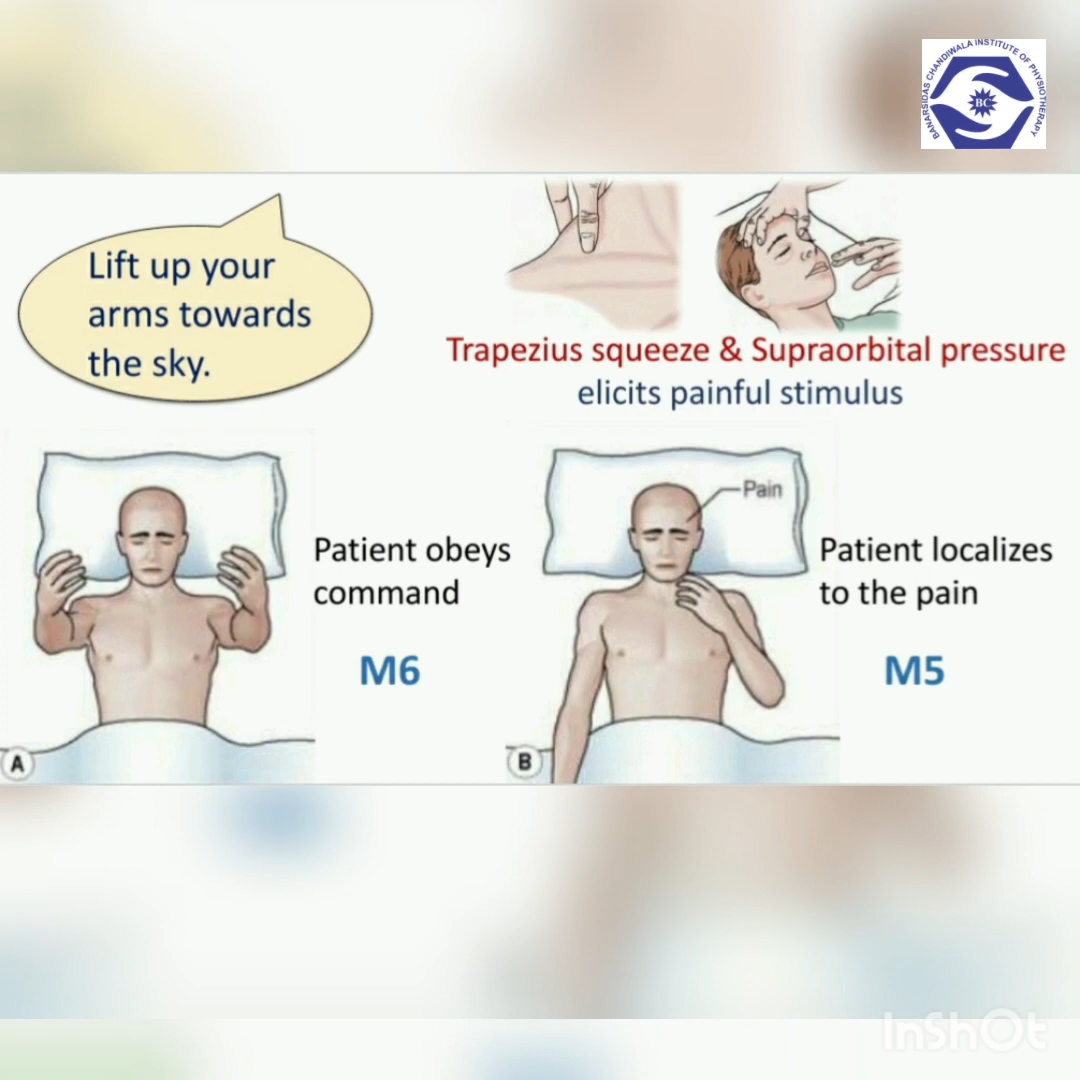 BANARSIDAS CHANDIWALA INSTITUTE OF PHYSIOTHERAPY
BC
Lift up your
arms towards
the sky.
Trapezius squeeze & Supraorbital pressure
elicits painful stimulus
Pain
Patient obeys
command
M6
Patient localizes
to the pain
M5
A
B
InShOt